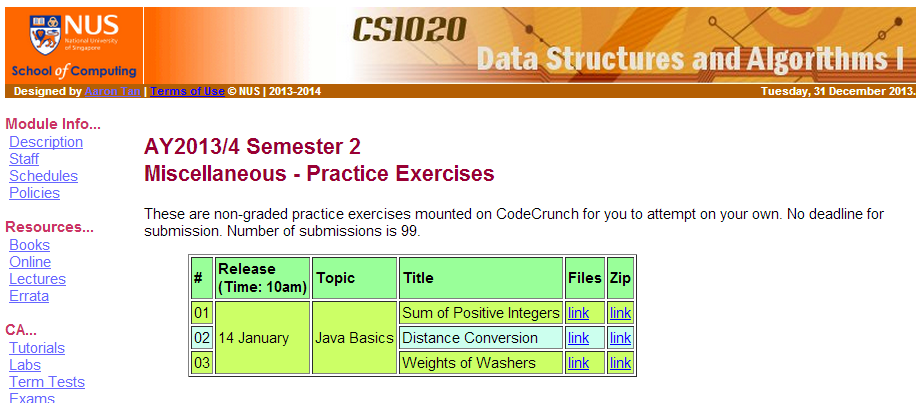 NUS
National University
of Singapore
School of Computing
CS1020
Data Structures and Algorithms I
Designed by Aaron Tan | Terms of Use © NUS | 2013-2014
Tuesday, 31 December 2013.
Module Info...
Description
Staff
Schedules
Policies
Resources...
Books
Online
Lectures
Errata
CA...
Tutorials
Labs
Term Tests
Exams
AY2013/4 Semester 2
Miscellaneous - Practice Exercises
These are non-graded practice exercises mounted on CodeCrunch for you to attempt on your own. No deadline for
submission. Number of submissions is 99.
# Release (Time: 10am) Topic Title Files Zip
01 14 January Java Basics Sum of Positive Integers link link
02 Distance Conversion link link
03 Weights of Washers link link